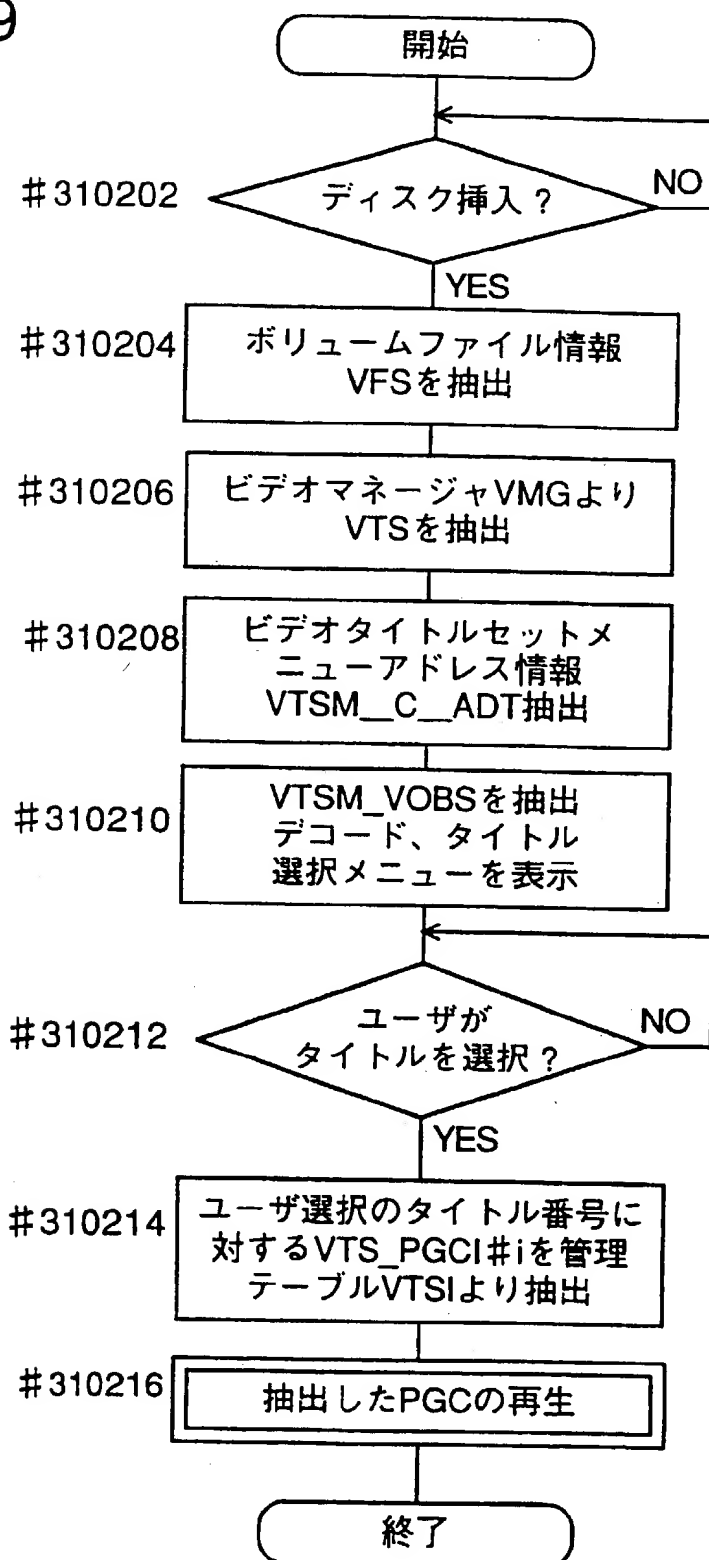 9
開始
#310202
ディスク挿入?
NO
YES
#310204
ボリュームファイル情報
VFSを抽出
#310206
ビデオマネージャVMGより
VTSを抽出
#310208
ビデオタイトルセットメ
ニューアドレス情報
VTSM__C__ADT抽出
#310210
VTSM_VOBSを抽出
デコード、タイトル
選択メニューを表示
#310212
ユーザが
タイトルを選択?
NO
YES
#310214
ユーザ選択のタイトル番号に
対するVTS_PGCI#iを管理
テーブルVTSIより抽出
#310216
抽出したPGCの再生
終了